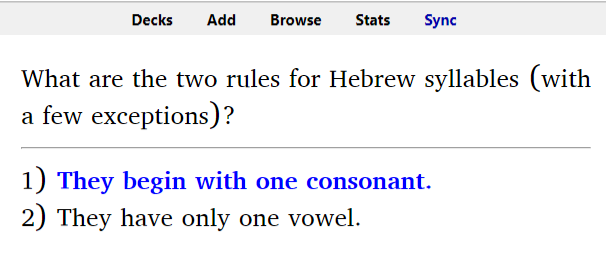 Decks Add Browse Stats Sync
What are the two rules for Hebrew syllables (with
a few exceptions)?
1) They begin with one consonant.
2) They have only one vowel.